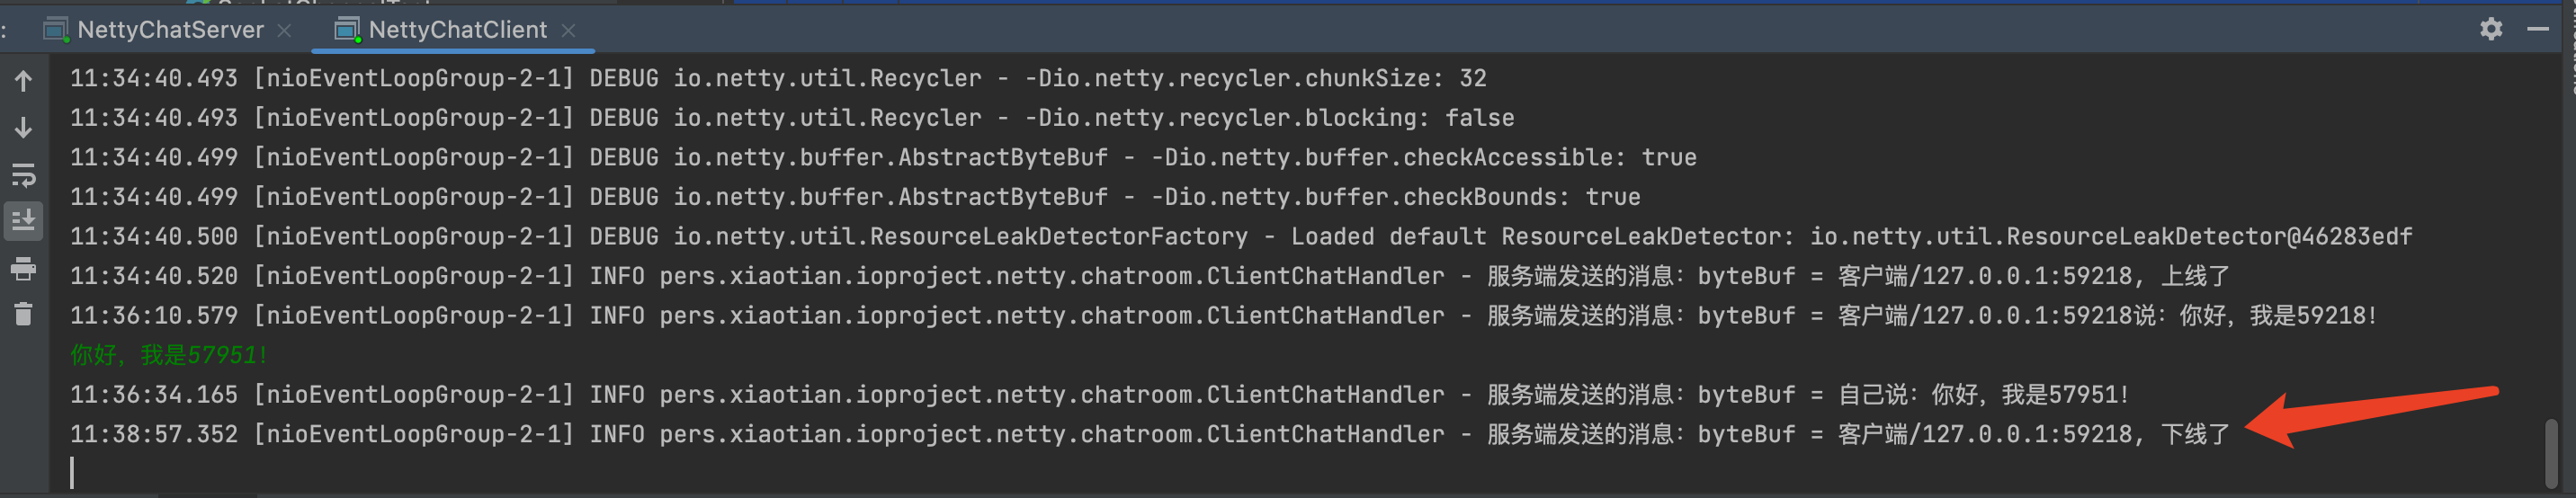 NettyChatServer NettyChatClient
11:34:40.493 [nioEventLoopGroup-2-1] DEBUG io.netty.util.Recycler - -Dio.netty.recycler.chunkSize: 32
11:34:40.493 [nioEventLoopGroup-2-1] DEBUG io.netty.util.Recycler - -Dio.netty.recycler.blocking: false
11:34:40.499 [nioEventLoopGroup-2-1] DEBUG io.netty.buffer.AbstractByteBuf - -Dio.netty.buffer.checkAccessible: true
11:34:40.499 [nioEventLoopGroup-2-1] DEBUG io.netty.buffer.AbstractByteBuf - -Dio.netty.buffer.checkBounds: true
11:34:40.500 [nioEventLoopGroup-2-1] DEBUG io.netty.util.ResourceLeakDetectorFactory - Loaded default ResourceLeakDetector: io.netty.util.ResourceLeakDetector@46283edf
11:34:40.520 [nioEventLoopGroup-2-1] INFO pers.xiaotian.ioproject.netty.chatroom.ClientChatHandler - 服务端发送的消息：byteBuf = 客户端/127.0.0.1:59218, 上线了
11:36:10.579 [nioEventLoopGroup-2-1] INFO pers.xiaotian.ioproject.netty.chatroom.ClientChatHandler - 服务端发送的消息：byteBuf = 客户端/127.0.0.1:59218说：你好，我是59218！
你好，我是57951！
11:36:34.165 [nioEventLoopGroup-2-1] INFO pers.xiaotian.ioproject.netty.chatroom.ClientChatHandler - 服务端发送的消息：byteBuf = 自己说：你好，我是57951！
11:38:57.352 [nioEventLoopGroup-2-1] INFO pers.xiaotian.ioproject.netty.chatroom.ClientChatHandler - 服务端发送的消息：byteBuf = 客户端/127.0.0.1:59218, 下线了